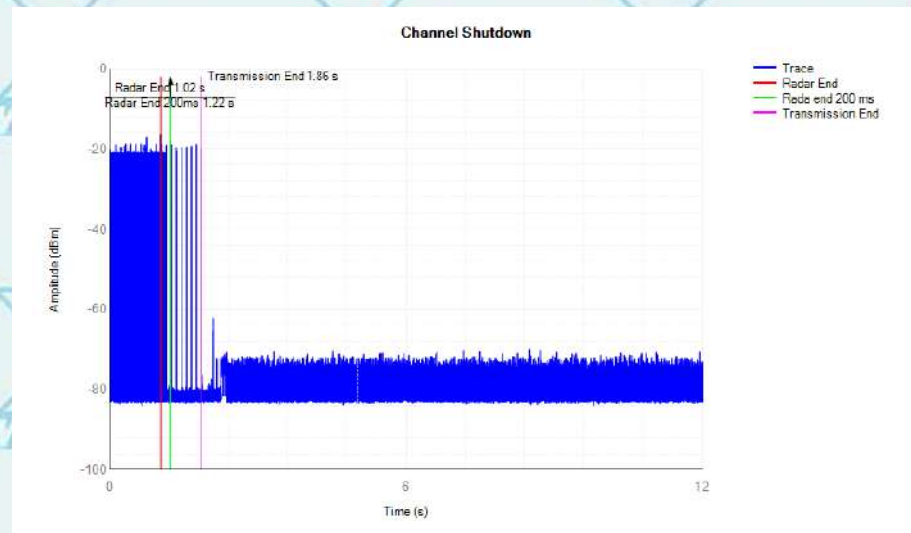 Channel Shutdown
0
Transmission End 1.86 s
Radar End 1.02 s
Radar End 200ms 1.22 s
-20
-40
-60
-80
-100
Amplitude (dBm)
0
6
12
Time (s)
Trace
Radar End
Rada end 200 ms
Transmission End